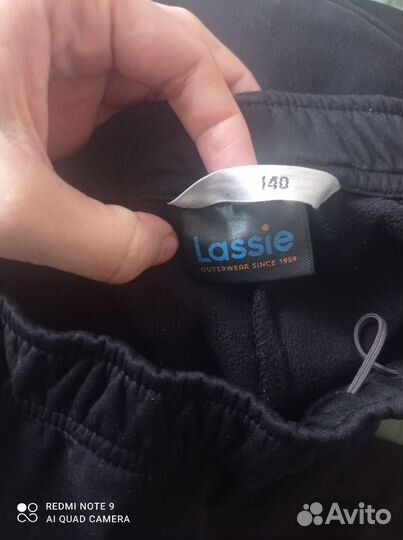 140
Lassie
OUTERWEAR SINCE 1959
REDMI NOTE 9
AI QUAD CAMERA
Avito